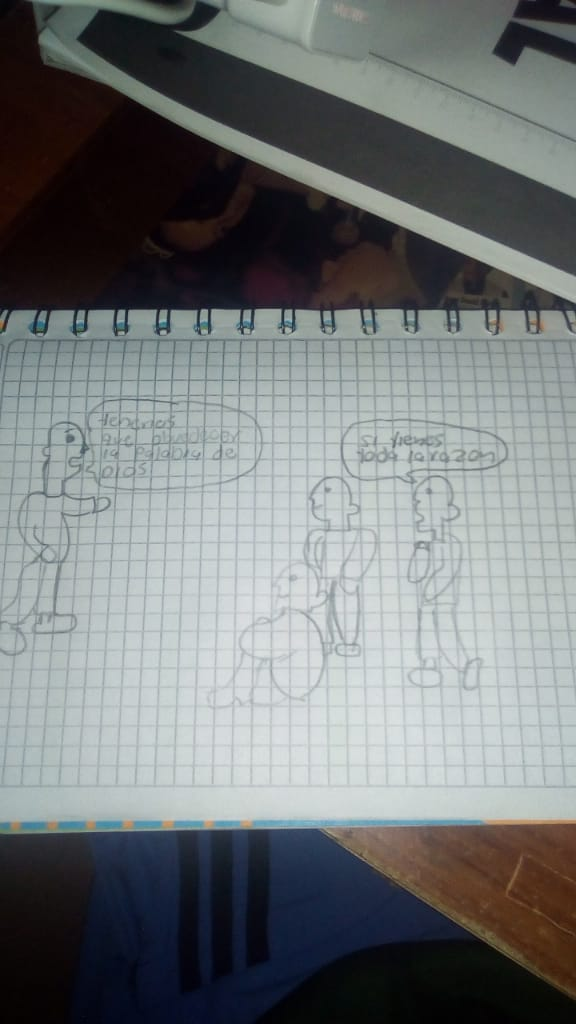 tenemos
que obedecer
la palabra de
DIOS
si tienes
toda la razon